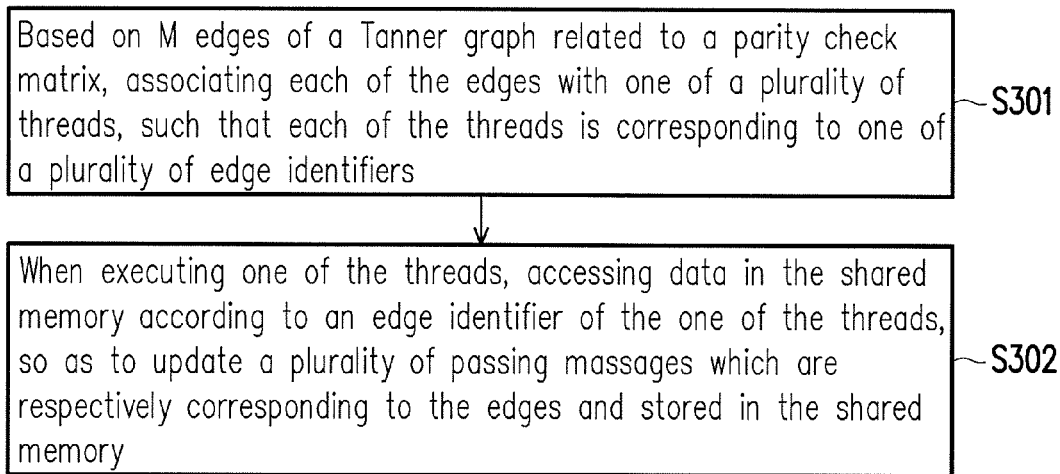 Based on M edges of a Tanner graph related to a parity check
matrix, associating each of the edges with one of a plurality of
threads, such that each of the threads is corresponding to one of
a plurality of edge identifiers
S301
When executing one of the threads, accessing data in the shared
memory according to an edge identifier of the one of the threads,
so as to update a plurality of passing massages which are
respectively corresponding to the edges and stored in the shared
memory
S302